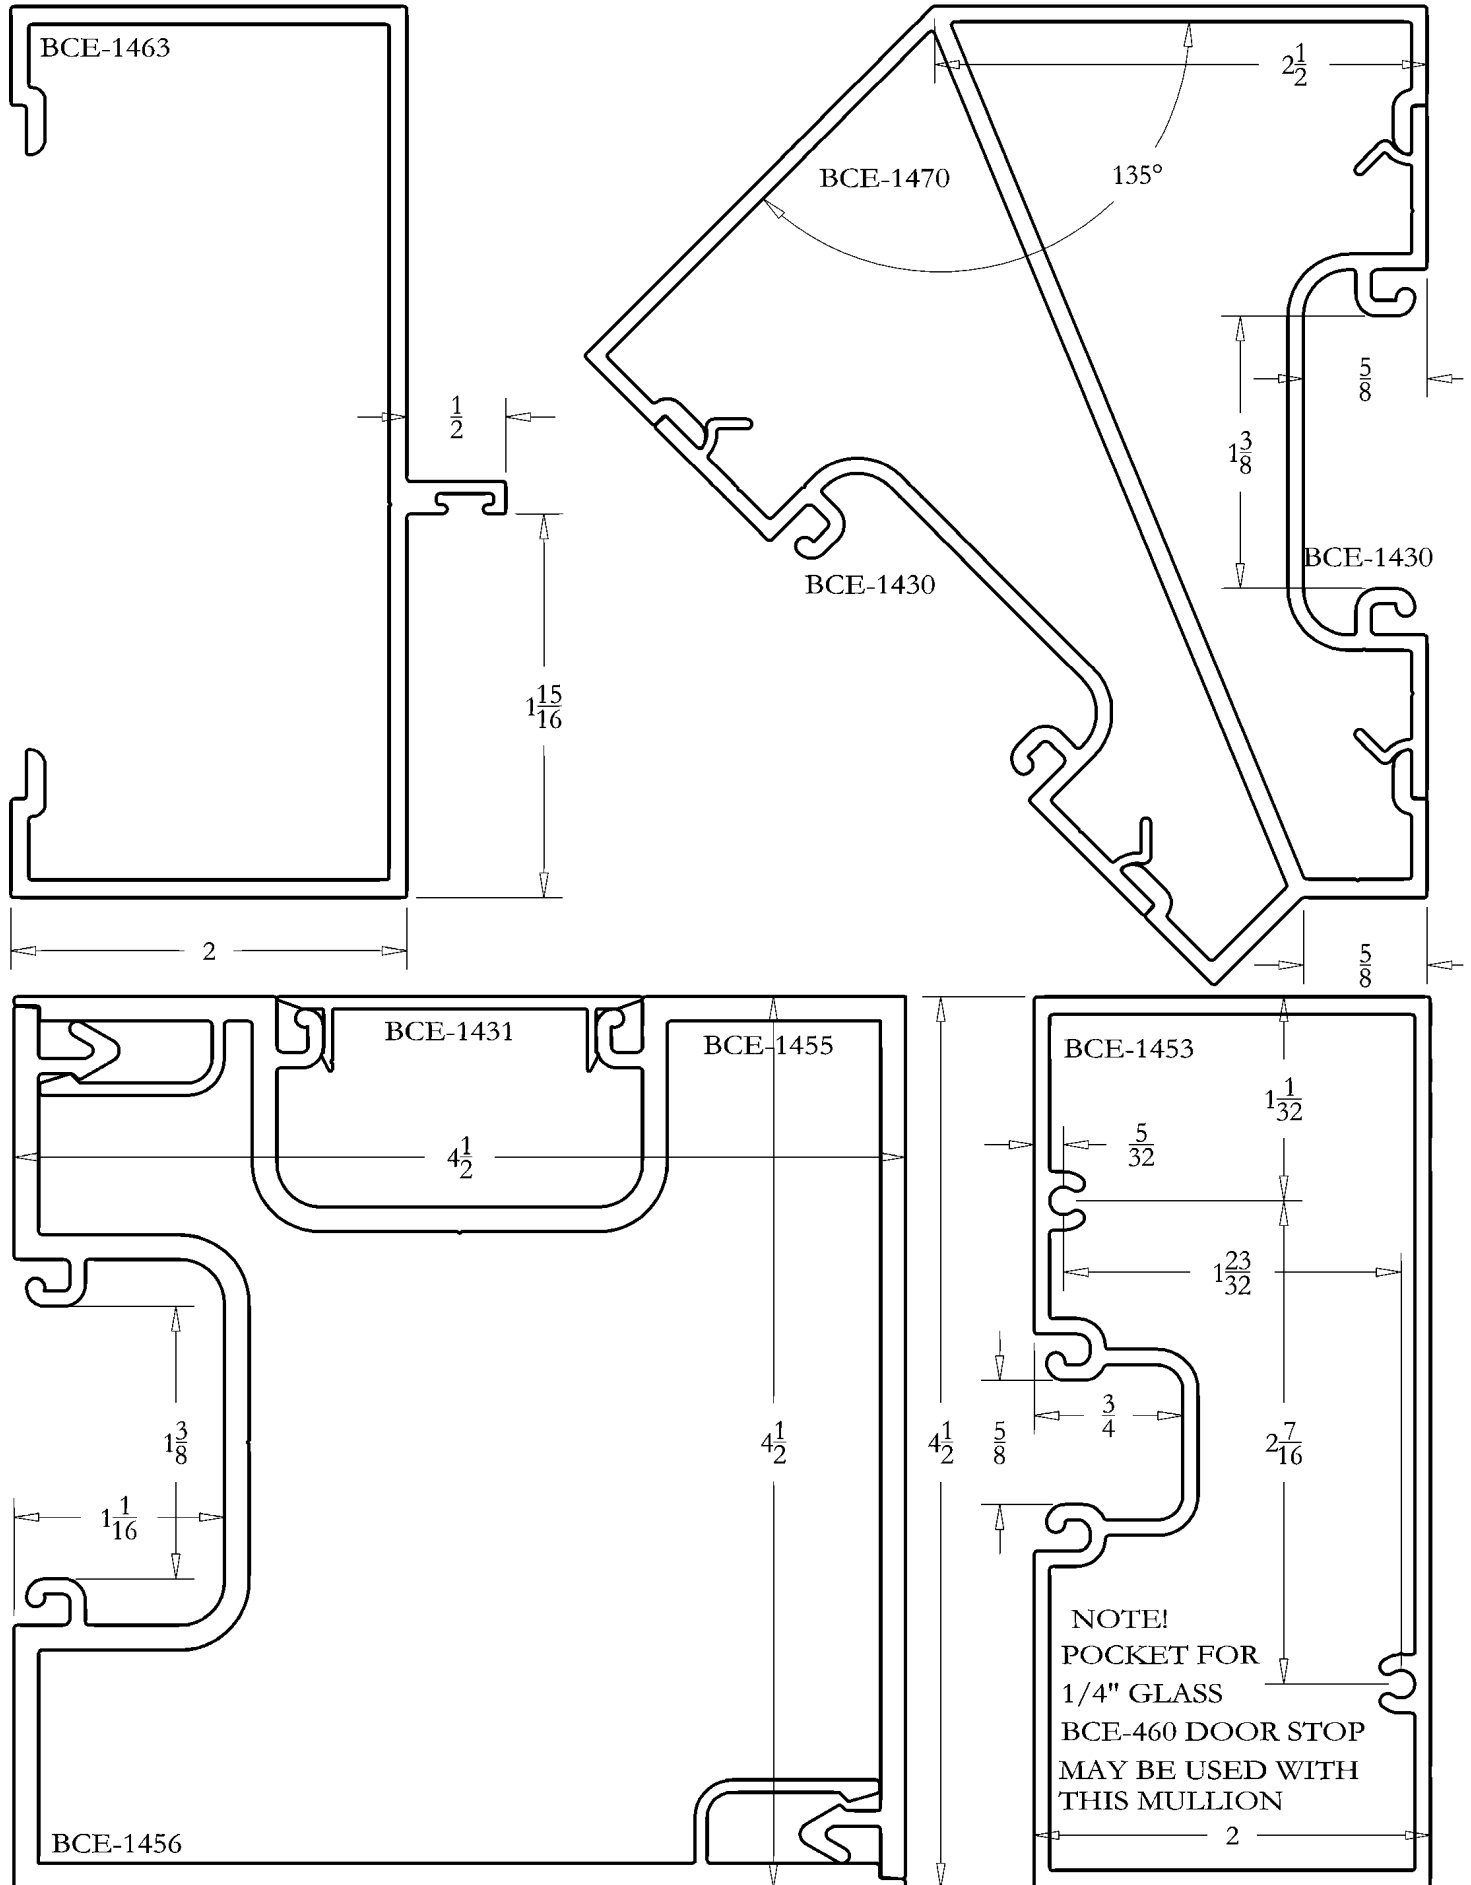 BCE-1463
1/2
1 15/16
2
BCE-1470
135°
2 1/2
5/8
1 3/8
BCE-1430
BCE-1430
5/8
BCE-1431
BCE-1455
4 1/2
1 3/8
1 1/16
4 1/2
BCE-1456
4 1/2
BCE-1453
1 1/32
5/32
1 23/32
5/8
3/4
2 7/16
NOTE!
POCKET FOR
1/4" GLASS
BCE-460 DOOR STOP
MAY BE USED WITH
THIS MULLION
2